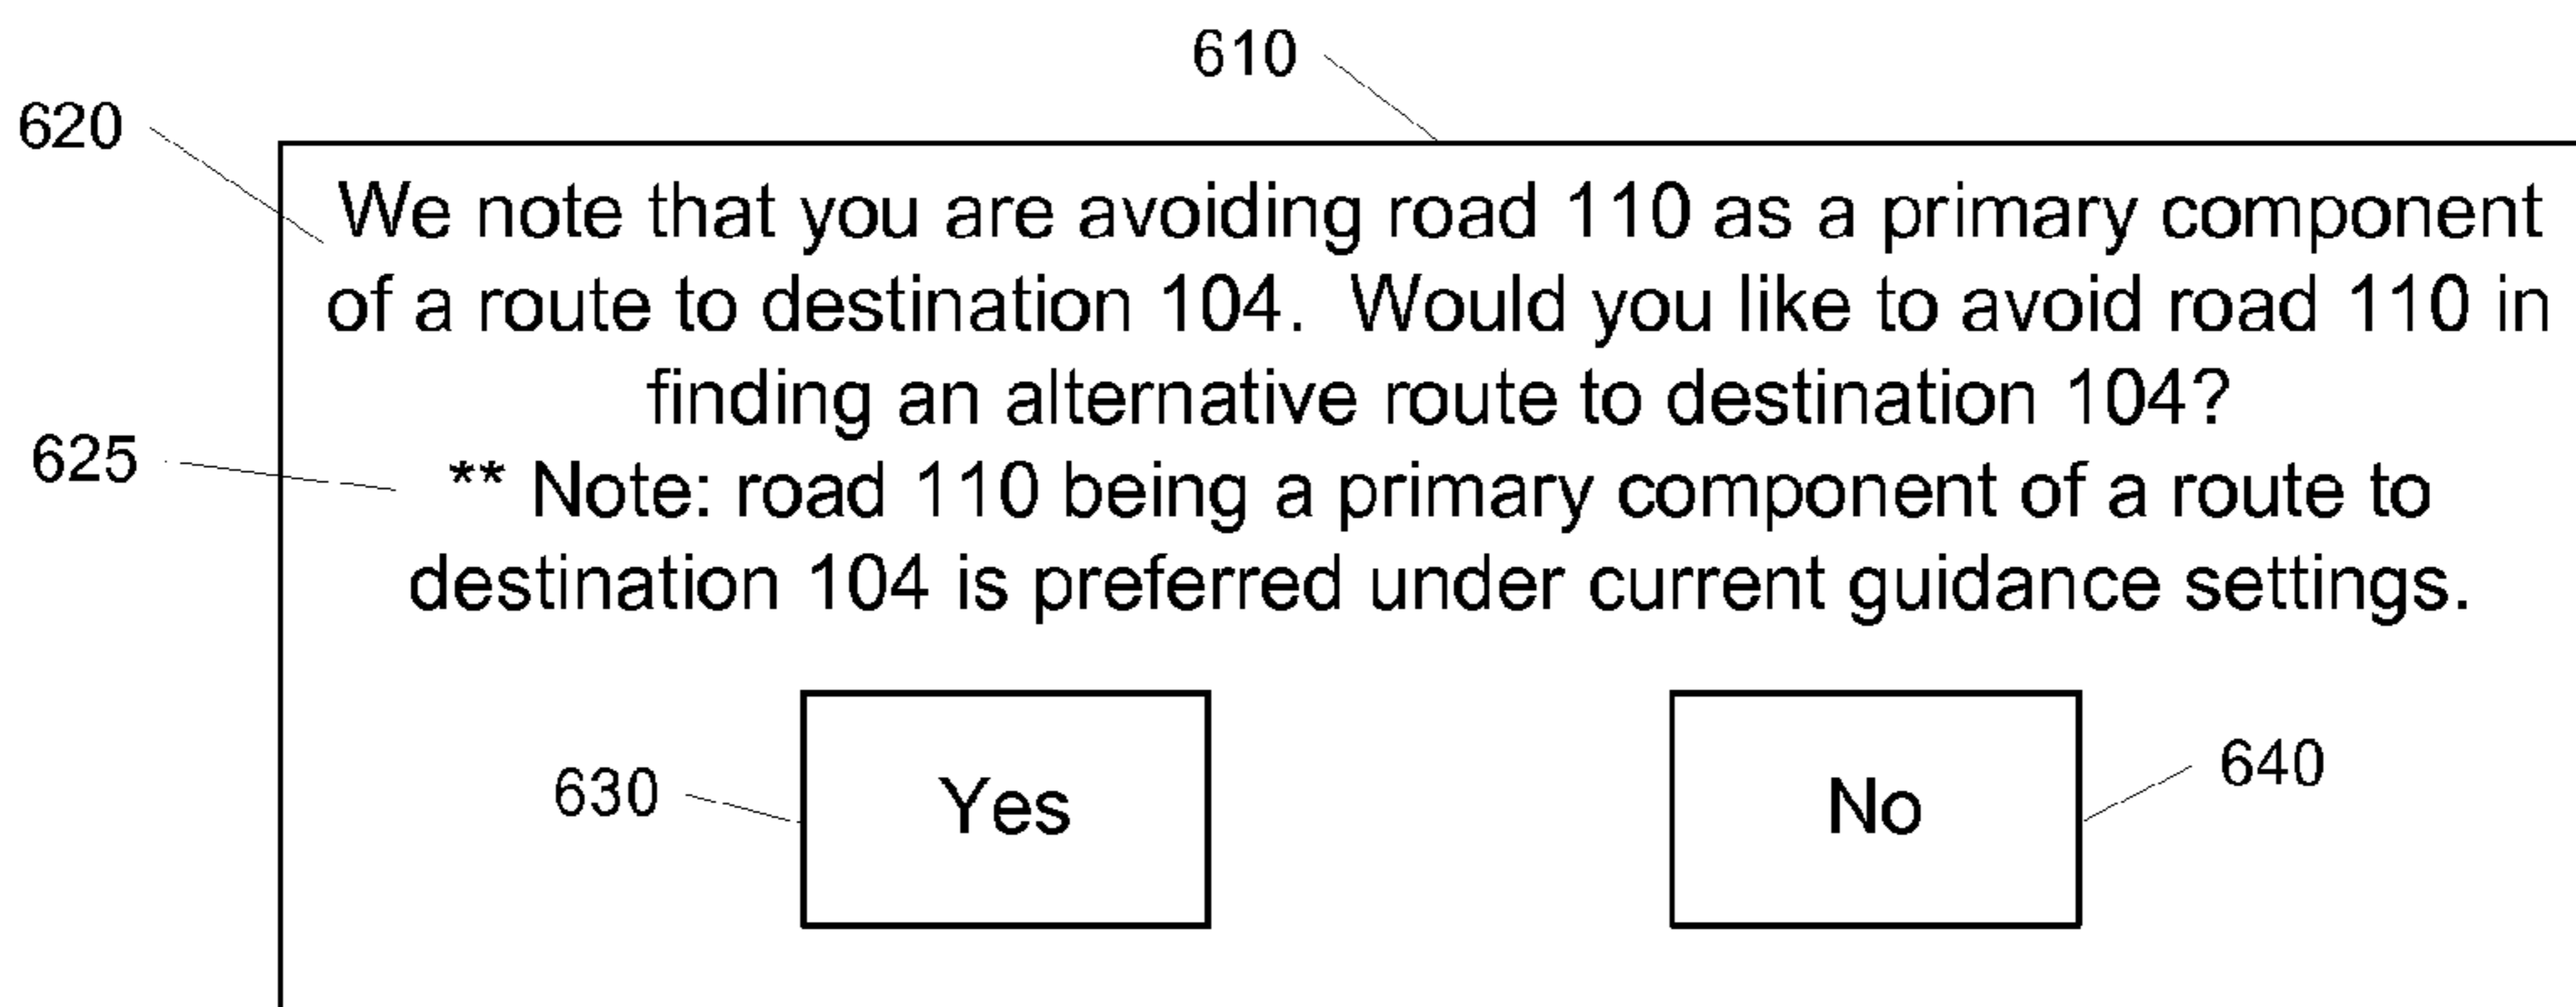 610
620
We note that you are avoiding road 110 as a primary component
of a route to destination 104.  Would you like to avoid road 110 in
finding an alternative route to destination 104?
625
** Note: road 110 being a primary component of a route to
destination 104 is preferred under current guidance settings.
630
Yes
No
640